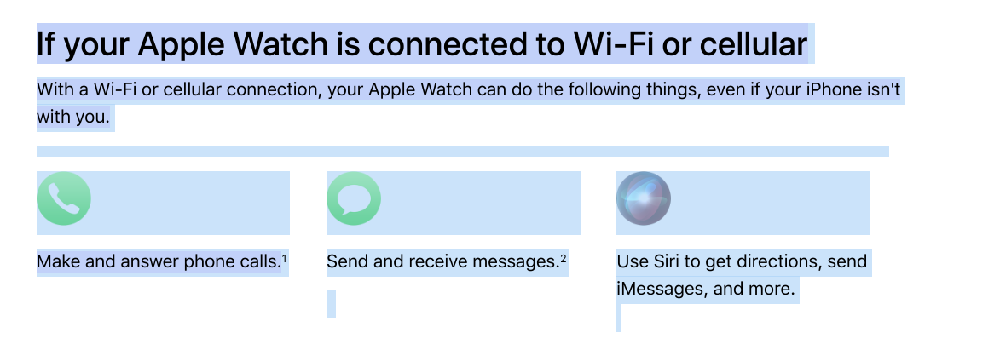 If your Apple Watch is connected to Wi-Fi or cellular
With a Wi-Fi or cellular connection, your Apple Watch can do the following things, even if your iPhone isn't
with you.
Make and answer phone calls.¹
Send and receive messages.²
Use Siri to get directions, send
iMessages, and more.